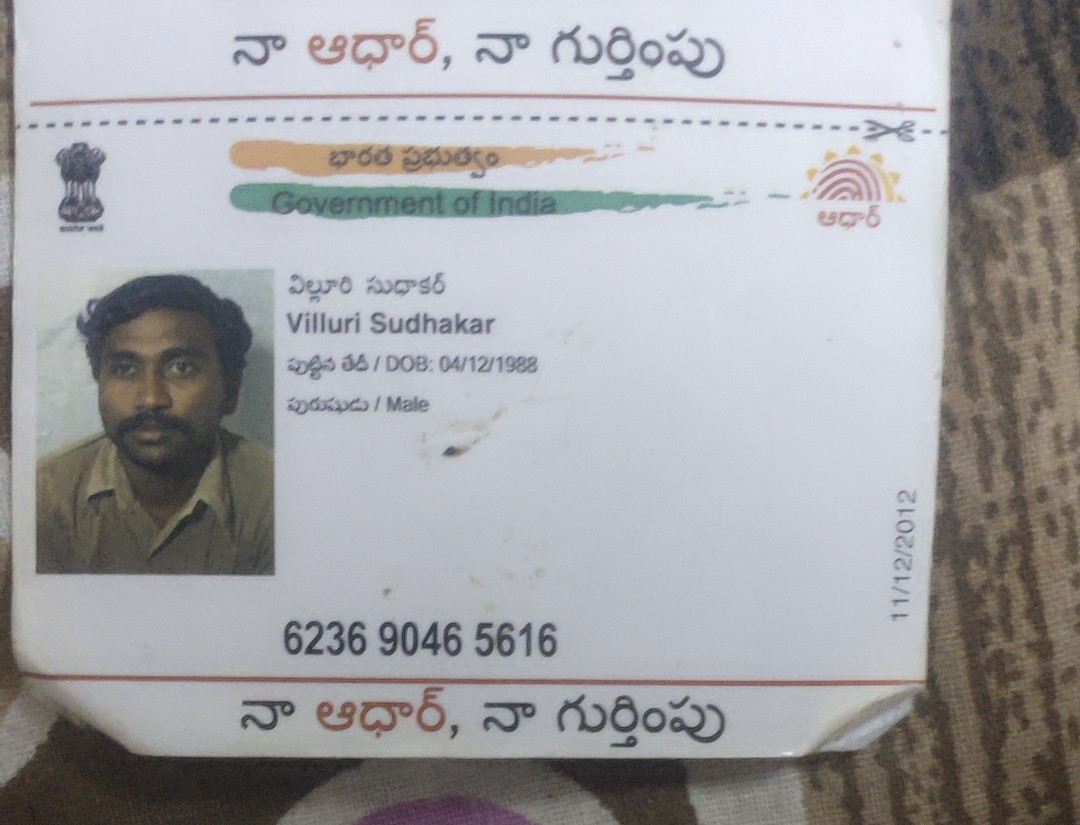 నా ఆధార్, నా గుర్తింపు
భారత ప్రభుత్వం
Government of India
ఆధార్
విల్లూరి సుధాకర్
Villuri Sudhakar
పుట్టిన తేదీ / DOB: 04/12/1988
పురుషుడు / Male
11/12/2012
6236 9046 5616
నా ఆధార్, నా గుర్తింపు